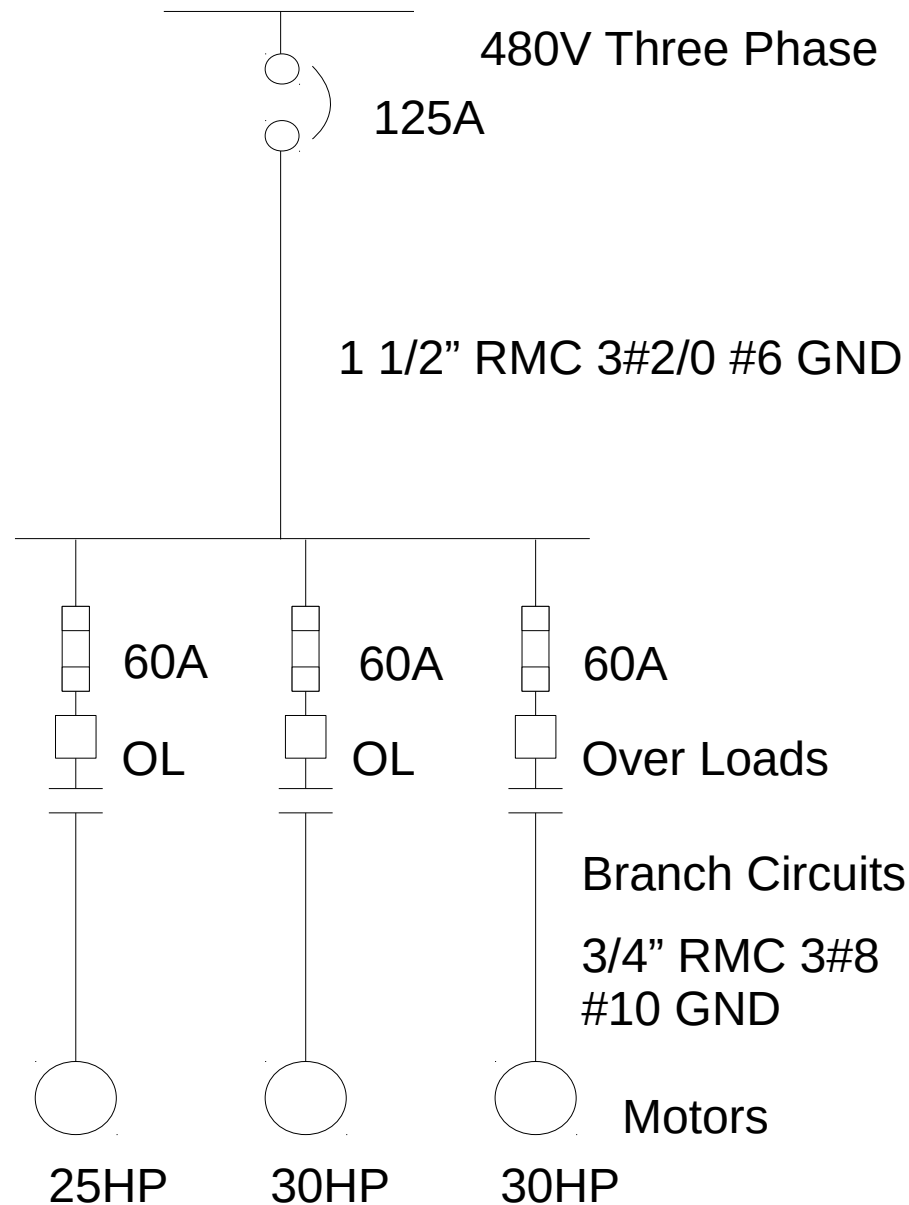 480V Three Phase
125A
1 1/2” RMC 3#2/0 #6 GND
60A
60A
60A
OL
OL
Over Loads
Branch Circuits
3/4” RMC 3#8
#10 GND
Motors
25HP
30HP
30HP